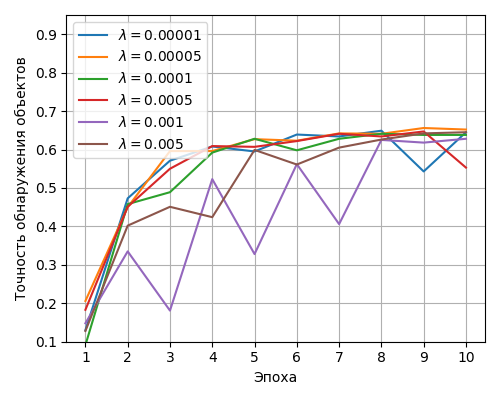 0.9
0.8
0.7
0.6
0.5
0.4
0.3
0.2
0.1
Точность обнаружения объектов
λ = 0.00001
λ = 0.00005
λ = 0.0001
λ = 0.0005
λ = 0.001
λ = 0.005
1 2 3 4 5 6 7 8 9 10
Эпоха